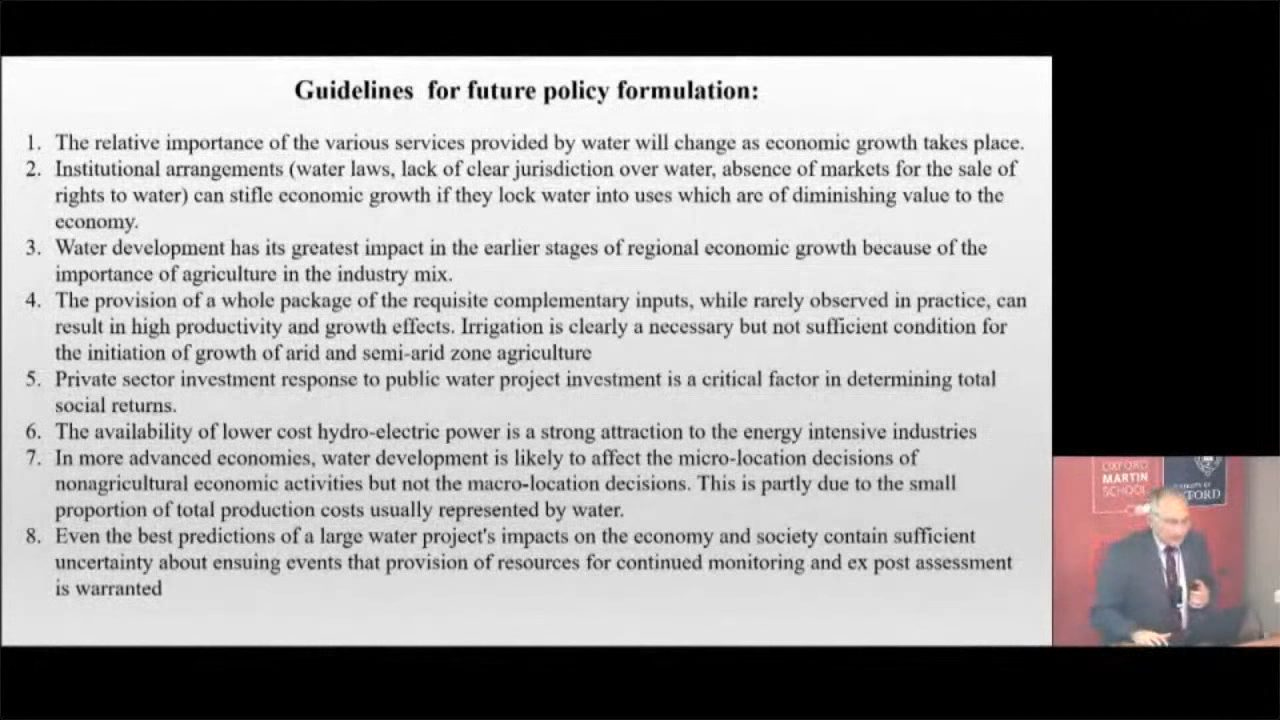 Guidelines for future policy formulation:
1. The relative importance of the various services provided by water will change as economic growth takes place.
2. Institutional arrangements (water laws, lack of clear jurisdiction over water, absence of markets for the sale of
rights to water) can stifle economic growth if they lock water into uses which are of diminishing value to the
economy.
3. Water development has its greatest impact in the earlier stages of regional economic growth because of the
importance of agriculture in the industry mix.
4. The provision of a whole package of the requisite complementary inputs, while rarely observed in practice, can
result in high productivity and growth effects. Irrigation is clearly a necessary but not sufficient condition for
the initiation of growth of arid and semi-arid zone agriculture
5. Private sector investment response to public water project investment is a critical factor in determining total
social returns.
6. The availability of lower cost hydro-electric power is a strong attraction to the energy intensive industries
7. In more advanced economies, water development is likely to affect the micro-location decisions of
nonagricultural economic activities but not the macro-location decisions. This is partly due to the small
proportion of total production costs usually represented by water.
8. Even the best predictions of a large water project's impacts on the economy and society contain sufficient
uncertainty about ensuing events that provision of resources for continued monitoring and ex post assessment
is warranted
OXFORD
MARTIN
SCHOOL